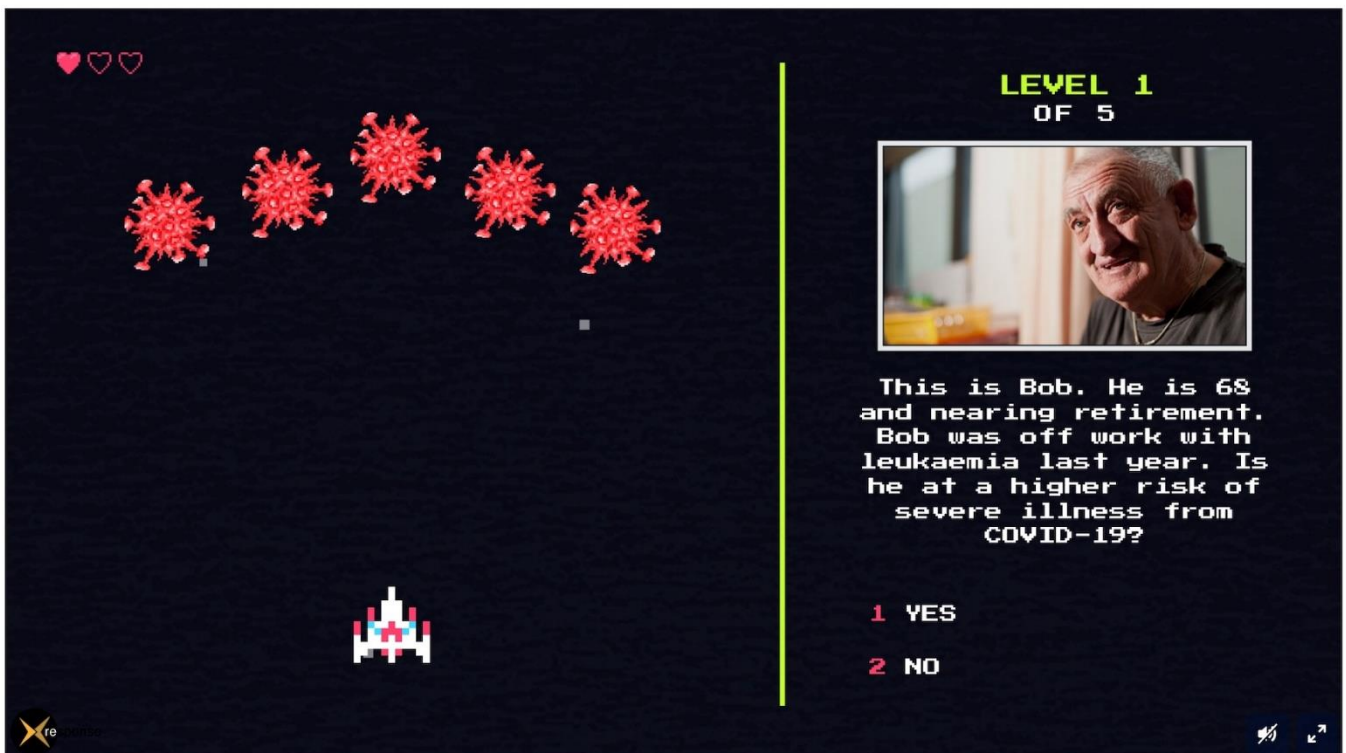 LEVEL 1
OF 5
This is Bob. He is 68
and nearing retirement.
Bob was off work with
leukaemia last year. Is
he at a higher risk of
severe illness from
COVID-19?
1 YES
2 NO
Xresponse